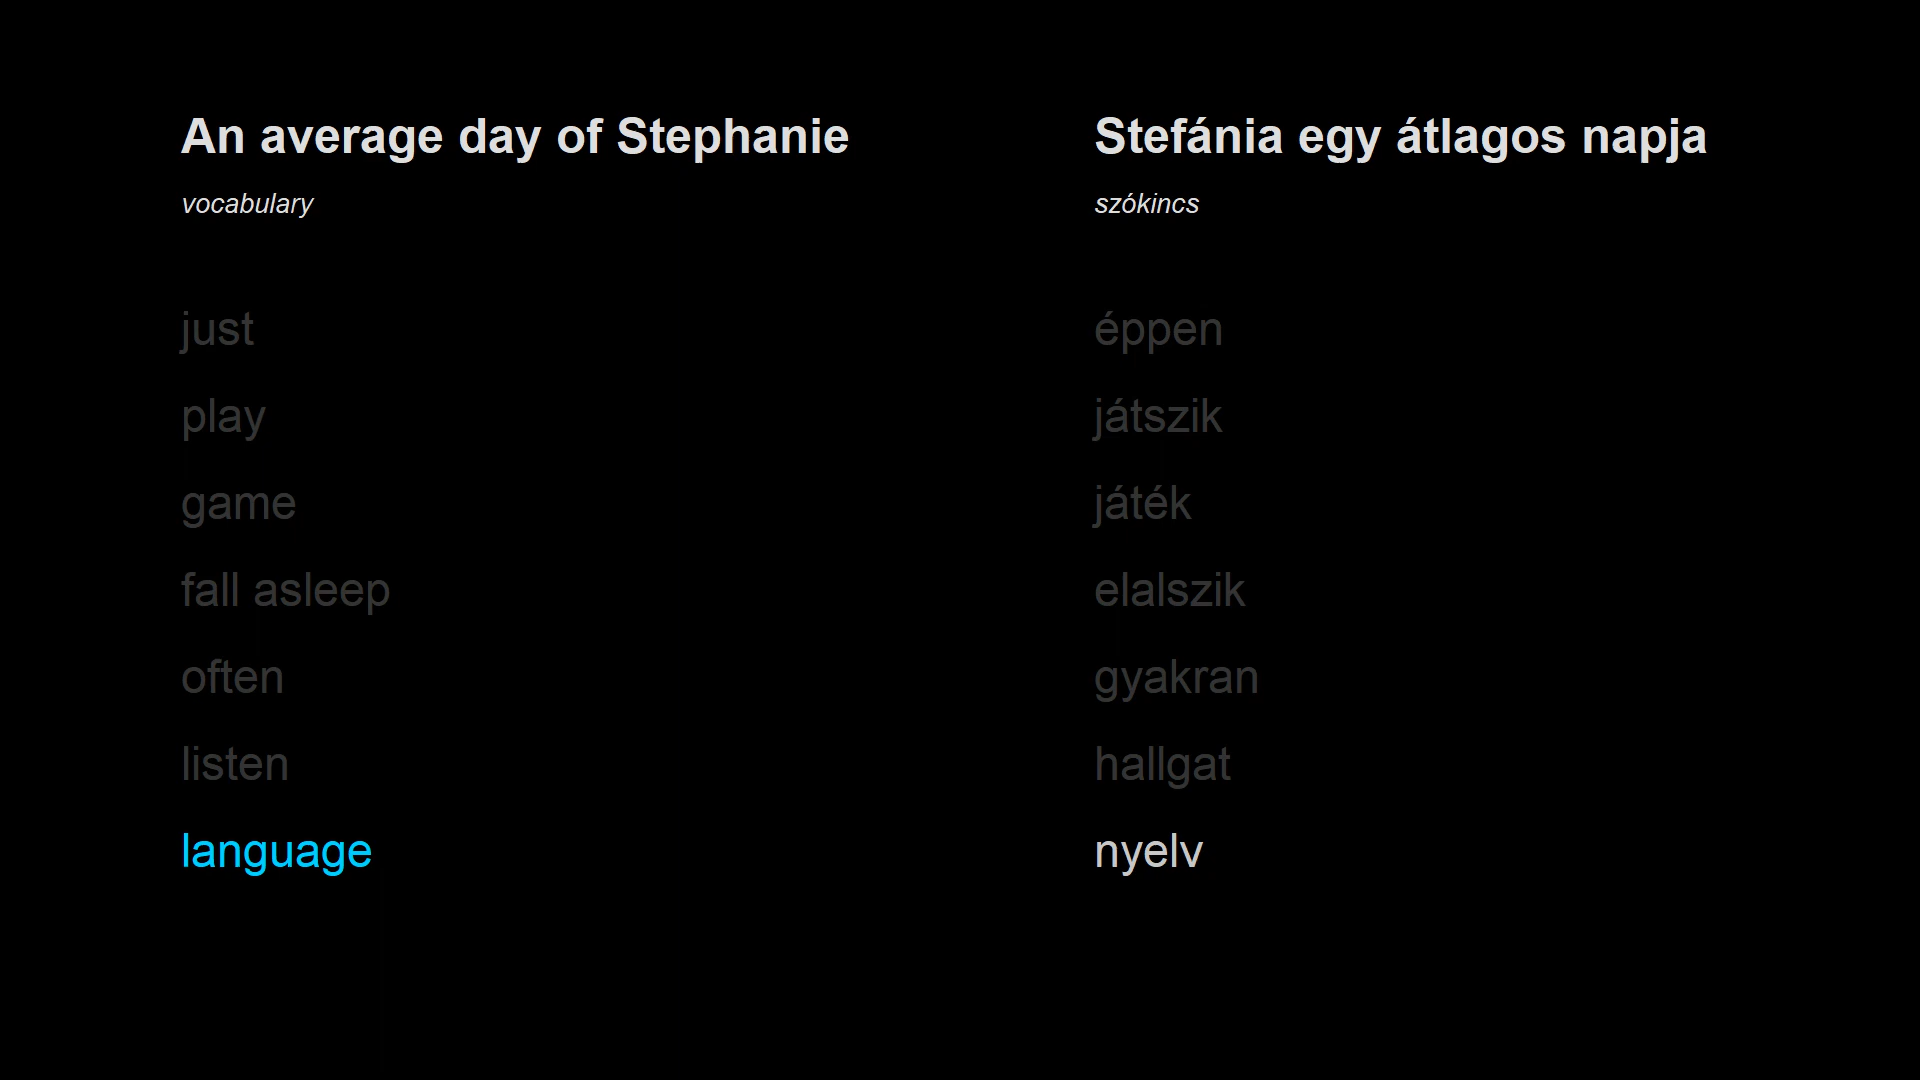 An average day of Stephanie
vocabulary
just
play
game
fall asleep
often
listen
language
Stefánia egy átlagos napja
szókincs
éppen
játszik
játék
elalszik
gyakran
hallgat
nyelv